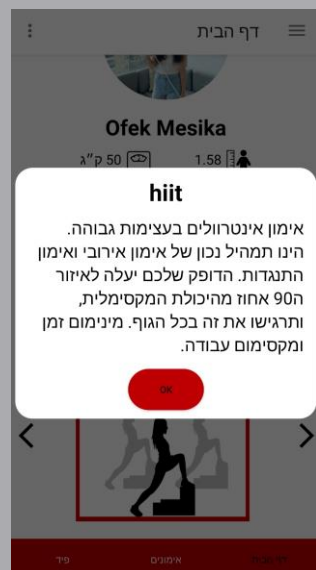 דף הבית
Ofek Mesika
1.58
50 ק״ג
hiit
אימון אינטרוולים בעצימות גבוהה.
הינו תמהיל נכון של אימון אירובי ואימון
התנגדות. הדופק שלכם יעלה לאיזור
ה90 אחוז מהיכולת המקסימלית,
ותרגישו את זה בכל הגוף. מינימום זמן
ומקסימום עבודה.
OK
דף הבית
אימונים
פיד